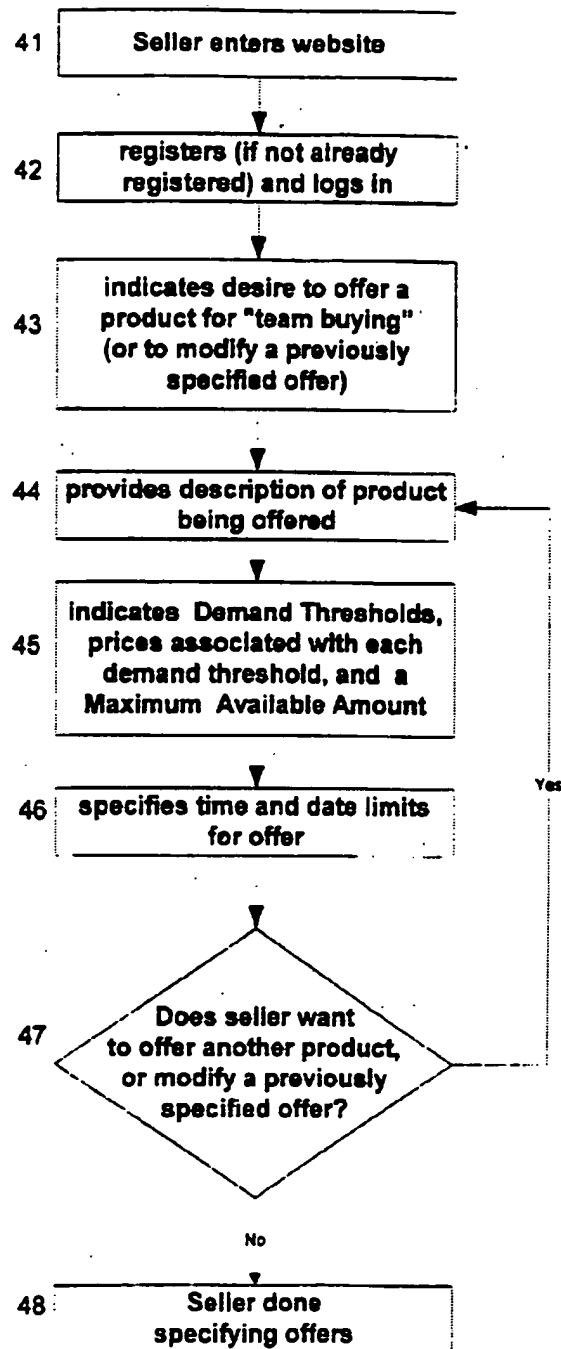 41
Seller enters website
42
registers (if not already
registered) and logs in
43
indicates desire to offer a
product for "team buying"
(or to modify a previously
specified offer)
44
provides description of product
being offered
45
indicates Demand Thresholds,
prices associated with each
demand threshold, and a
Maximum Available Amount
46
specifies time and date limits
for offer
Yes
47
Does seller want
to offer another product,
or modify a previously
specified offer?
No
48
Seller done
specifying offers